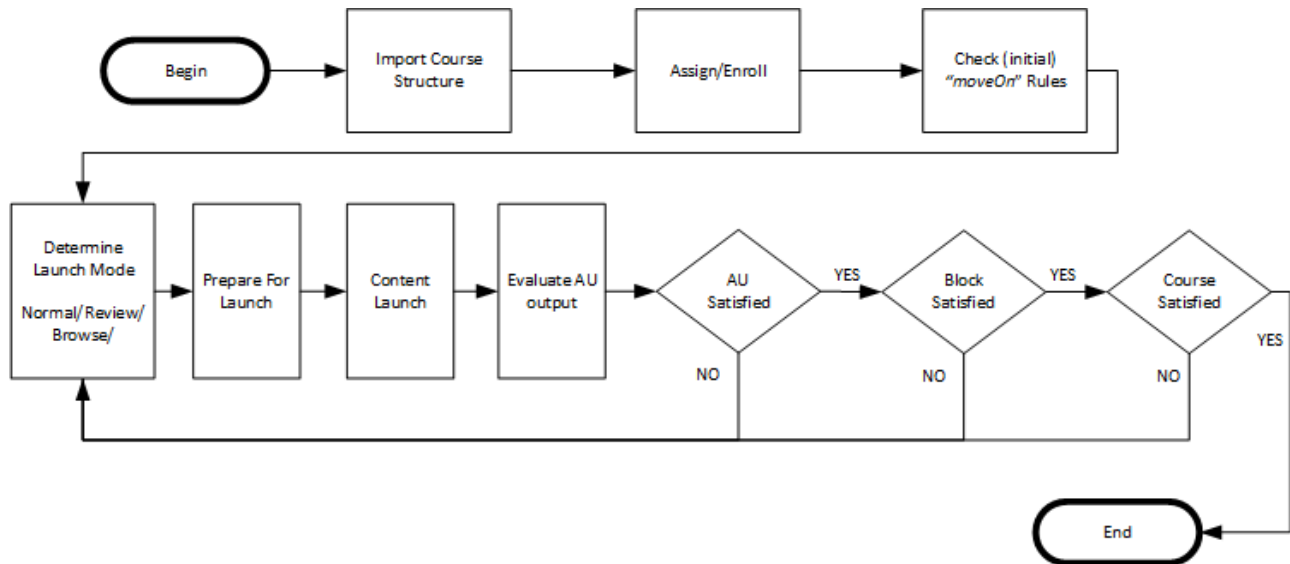 Begin
Import Course
Structure
Assign/Enroll
Check (initial)
“moveOn” Rules
Determine
Launch Mode
Normal/Review/
Browse/
Prepare For
Launch
Content
Launch
Evaluate AU
output
AU
Satisfied
YES
Block
Satisfied
YES
Course
Satisfied
YES
NO
NO
NO
End